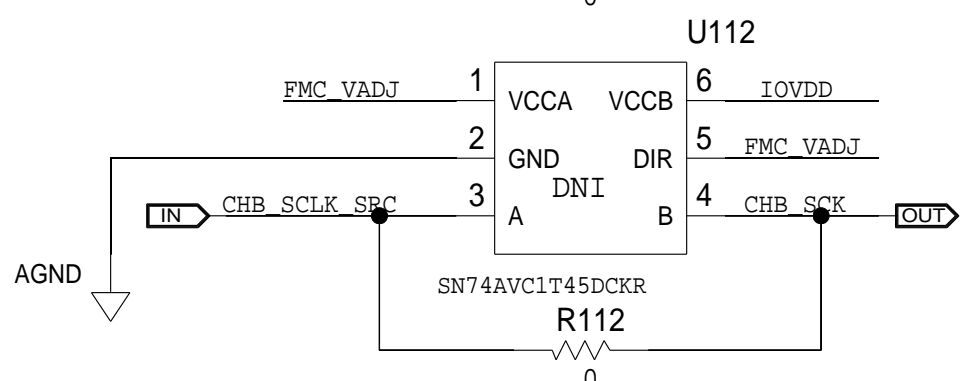 0
U112
FMC_VADJ 1 VCCA VCCB 6 IOVDD
2 GND DIR 5 FMC_VADJ
DNI
IN CHB_SCLK_SRC 3 A B 4 CHB_SCK OUT
AGND
SN74AVC1T45DCKR
R112
0